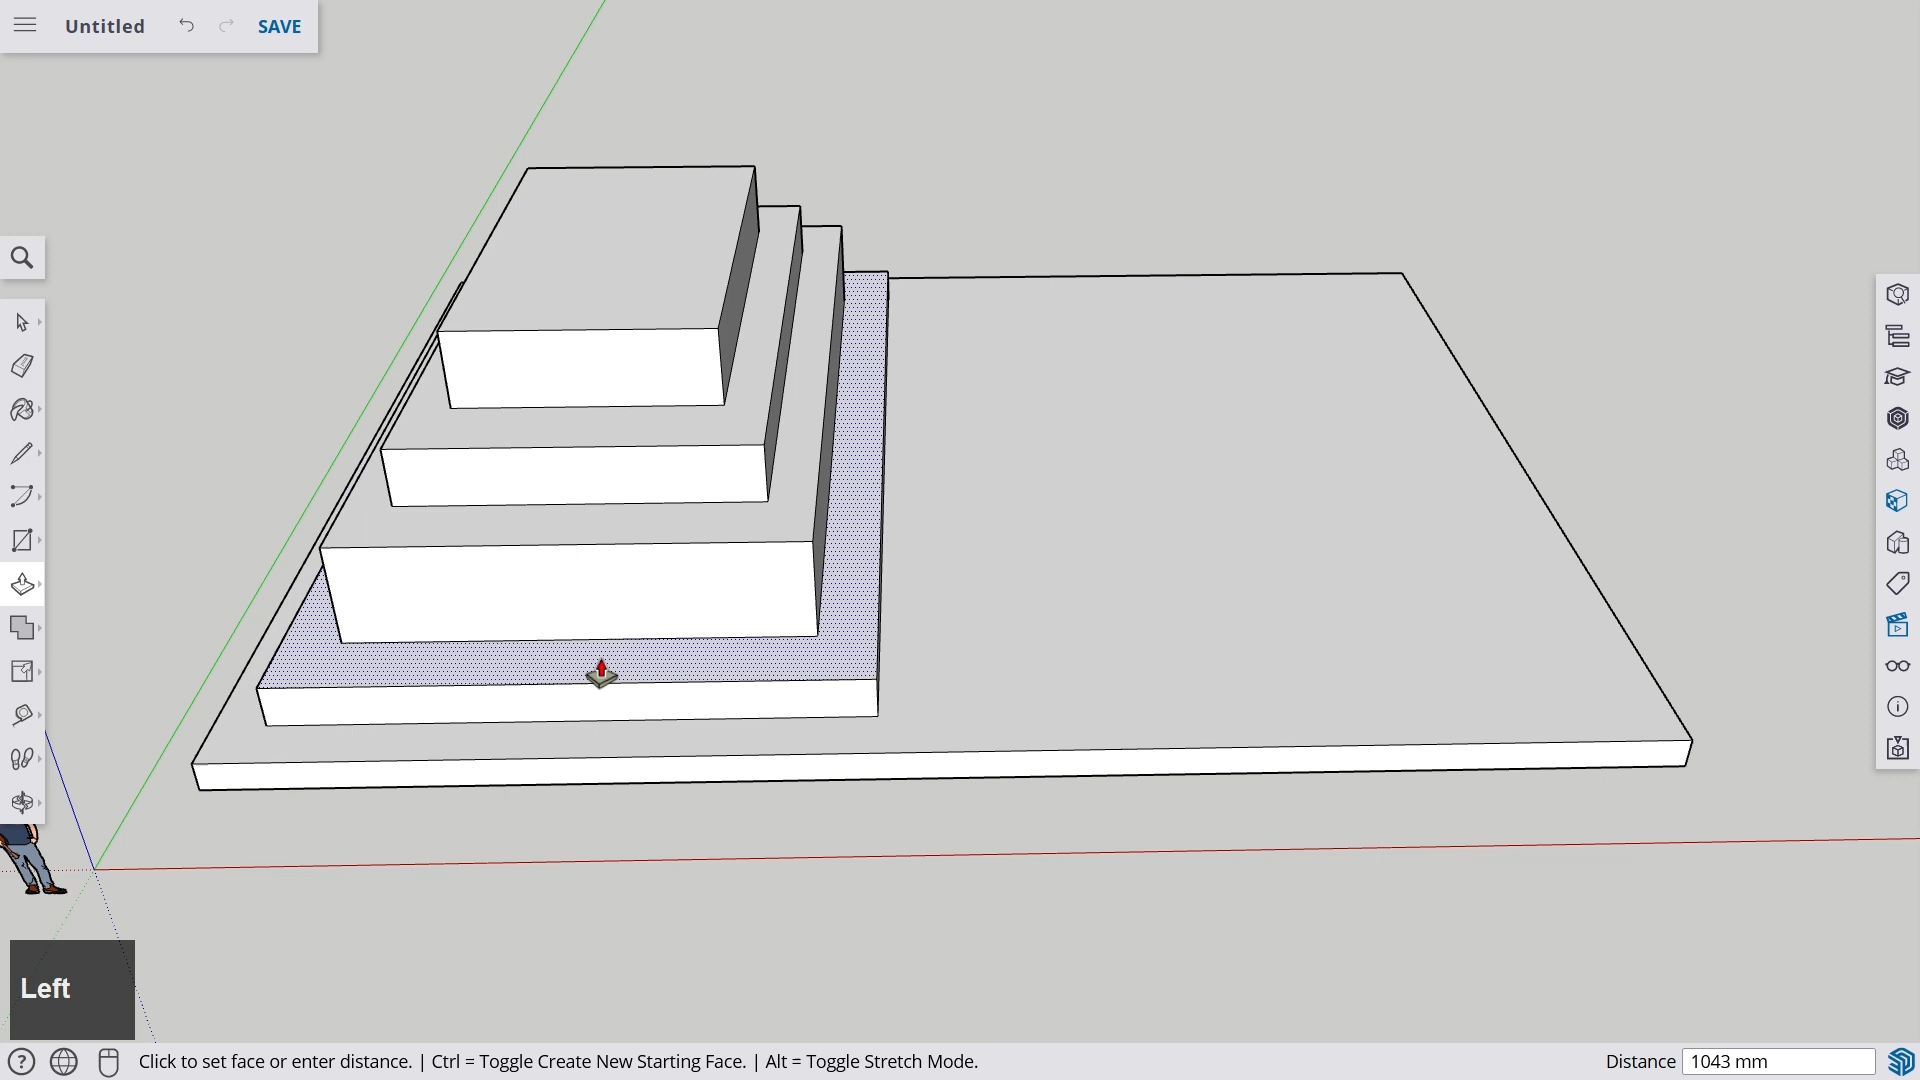 Untitled SAVE
Left
? Click to set face or enter distance. | Ctrl = Toggle Create New Starting Face. | Alt = Toggle Stretch Mode. Distance 1043 mm